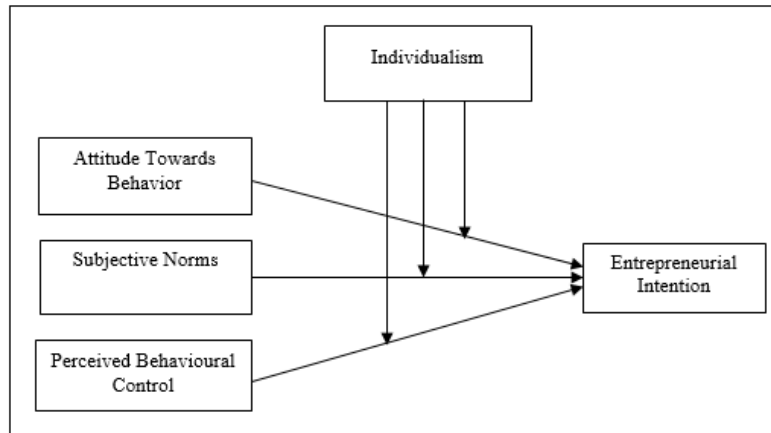 Individualism
Attitude Towards
Behavior
Subjective Norms
Entrepreneurial
Intention
Perceived Behavioural
Control